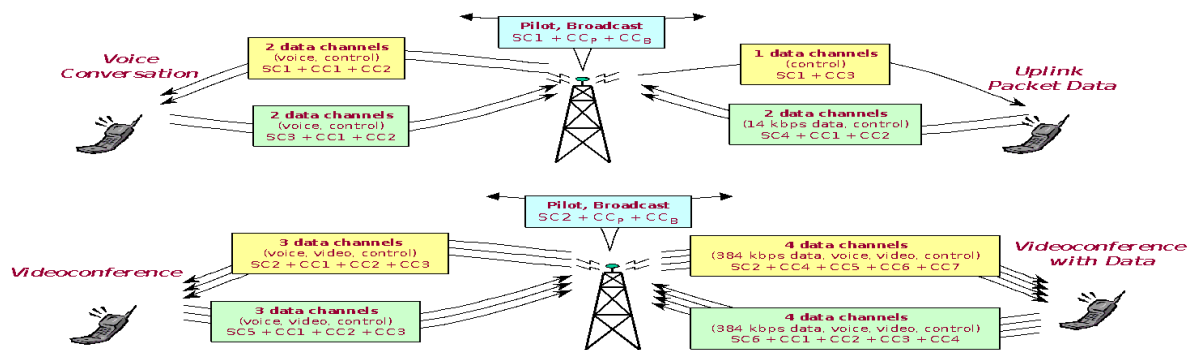 Pilot, Broadcast
SC1 + CCP + CCB
2 data channels
(voice, control)
SC1 + CC1 + CC2
1 data channels
(control)
SC1 + CC3
Voice
Conversation
Uplink
Packet Data
2 data channels
(voice, control)
SC3 + CC1 + CC2
2 data channels
(14 kbps data, control)
SC4 + CC1 + CC2
Pilot, Broadcast
SC2 + CCP + CCB
3 data channels
(voice, video, control)
SC2 + CC1 + CC2 + CC3
4 data channels
(384 kbps data, voice, video, control)
SC2 + CC4 + CC5 + CC6 + CC7
Videoconference
Videoconference
with Data
3 data channels
(voice, video, control)
SC5 + CC1 + CC2 + CC3
4 data channels
(384 kbps data, voice, video, control)
SC6 + CC1 + CC2 + CC3 + CC4